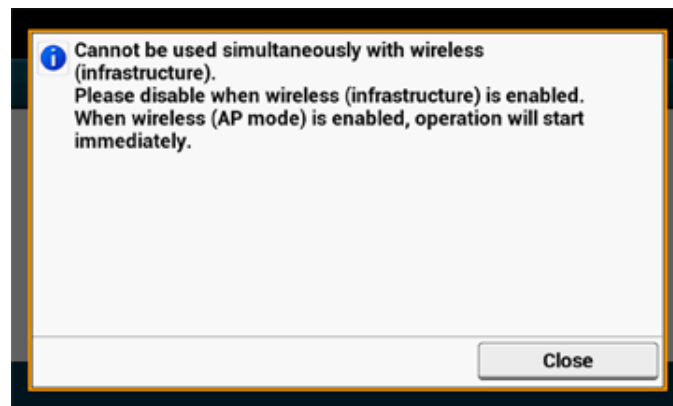 Cannot be used simultaneously with wireless
(infrastructure).
Please disable when wireless (infrastructure) is enabled.
When wireless (AP mode) is enabled, operation will start
immediately.
Close